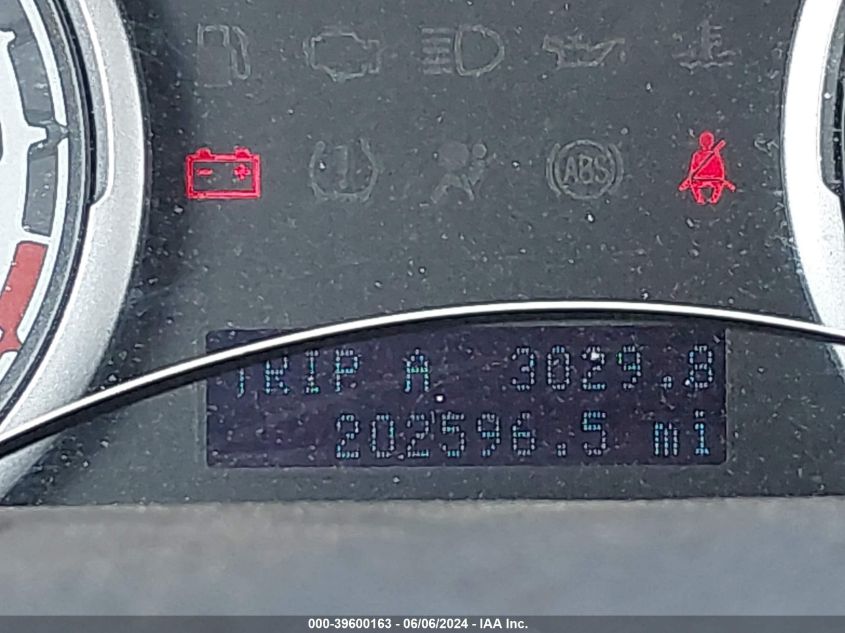 ABS
TRIP A 3029.8
202596.5 mi
000-39600163 - 06/06/2024 - IAA Inc.